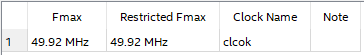 Fmax Restricted Fmax Clock Name Note
1 49.92 MHz 49.92 MHz clcok